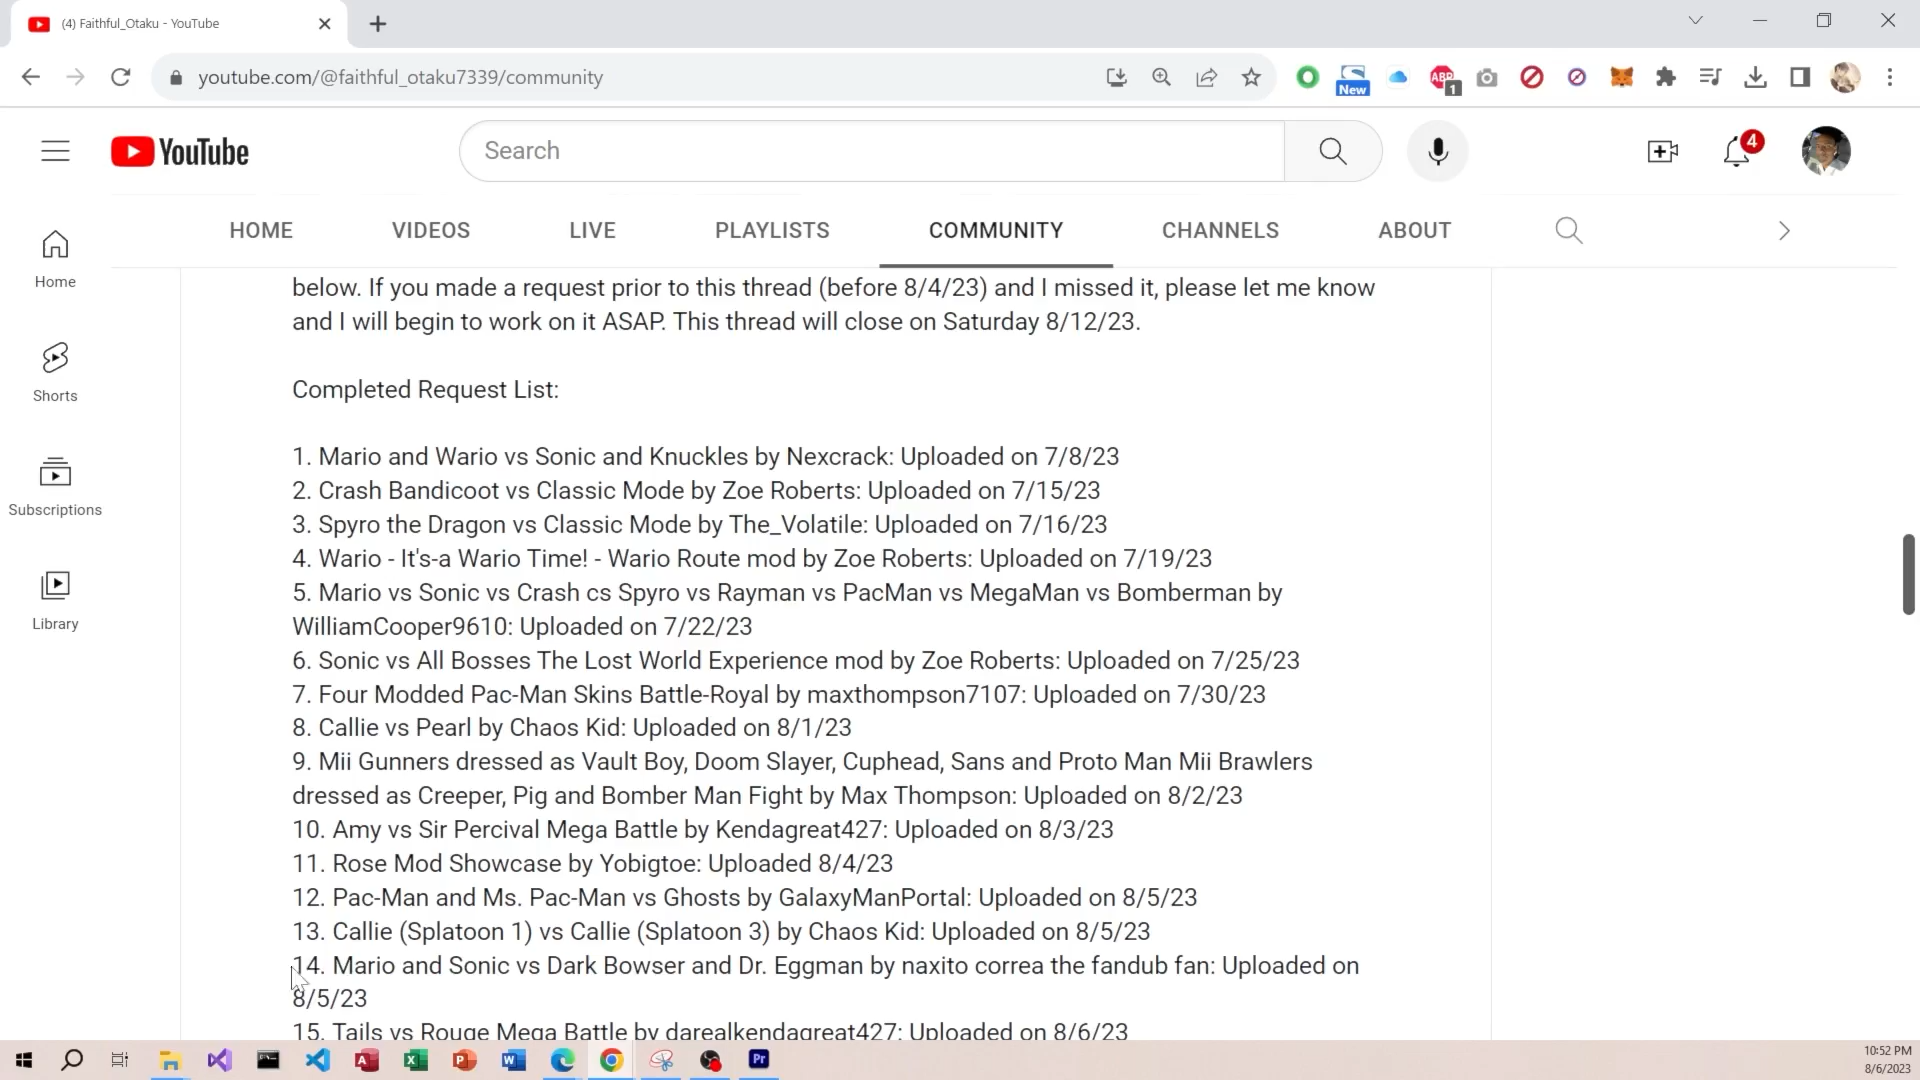 (4) Faithful_Otaku - YouTube
youtube.com/@faithful_otaku7339/community
New
ABP
1
YouTube
Search
4
HOME
VIDEOS
LIVE
PLAYLISTS
COMMUNITY
CHANNELS
ABOUT
Home
Shorts
Subscriptions
Library
below. If you made a request prior to this thread (before 8/4/23) and I missed it, please let me know
and I will begin to work on it ASAP. This thread will close on Saturday 8/12/23.
Completed Request List:
1. Mario and Wario vs Sonic and Knuckles by Nexcrack: Uploaded on 7/8/23
2. Crash Bandicoot vs Classic Mode by Zoe Roberts: Uploaded on 7/15/23
3. Spyro the Dragon vs Classic Mode by The_Volatile: Uploaded on 7/16/23
4. Wario - It's-a Wario Time! - Wario Route mod by Zoe Roberts: Uploaded on 7/19/23
5. Mario vs Sonic vs Crash cs Spyro vs Rayman vs PacMan vs MegaMan vs Bomberman by
WilliamCooper9610: Uploaded on 7/22/23
6. Sonic vs All Bosses The Lost World Experience mod by Zoe Roberts: Uploaded on 7/25/23
7. Four Modded Pac-Man Skins Battle-Royal by maxthompson7107: Uploaded on 7/30/23
8. Callie vs Pearl by Chaos Kid: Uploaded on 8/1/23
9. Mii Gunners dressed as Vault Boy, Doom Slayer, Cuphead, Sans and Proto Man Mii Brawlers
dressed as Creeper, Pig and Bomber Man Fight by Max Thompson: Uploaded on 8/2/23
10. Amy vs Sir Percival Mega Battle by Kendagreat427: Uploaded on 8/3/23
11. Rose Mod Showcase by Yobigtoe: Uploaded 8/4/23
12. Pac-Man and Ms. Pac-Man vs Ghosts by GalaxyManPortal: Uploaded on 8/5/23
13. Callie (Splatoon 1) vs Callie (Splatoon 3) by Chaos Kid: Uploaded on 8/5/23
14. Mario and Sonic vs Dark Bowser and Dr. Eggman by naxito correa the fandub fan: Uploaded on
8/5/23
15. Tails vs Rouge Mega Battle by darealkendagreat427: Uploaded on 8/6/23
Pr
10:52 PM
8/6/2023